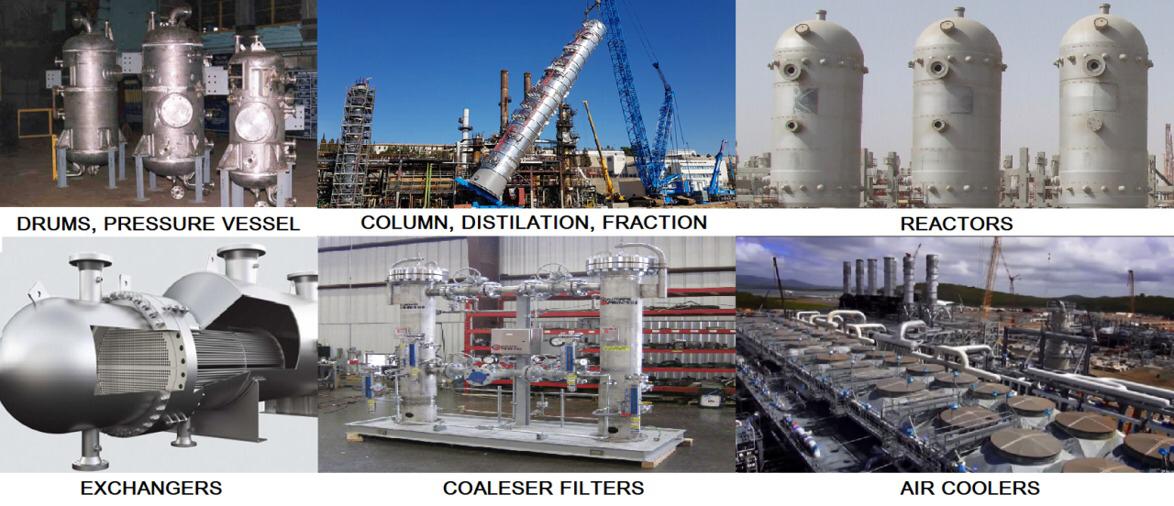 DRUMS, PRESSURE VESSEL
COLUMN, DISTILATION, FRACTION
REACTORS
EXCHANGERS
COALESER FILTERS
AIR COOLERS